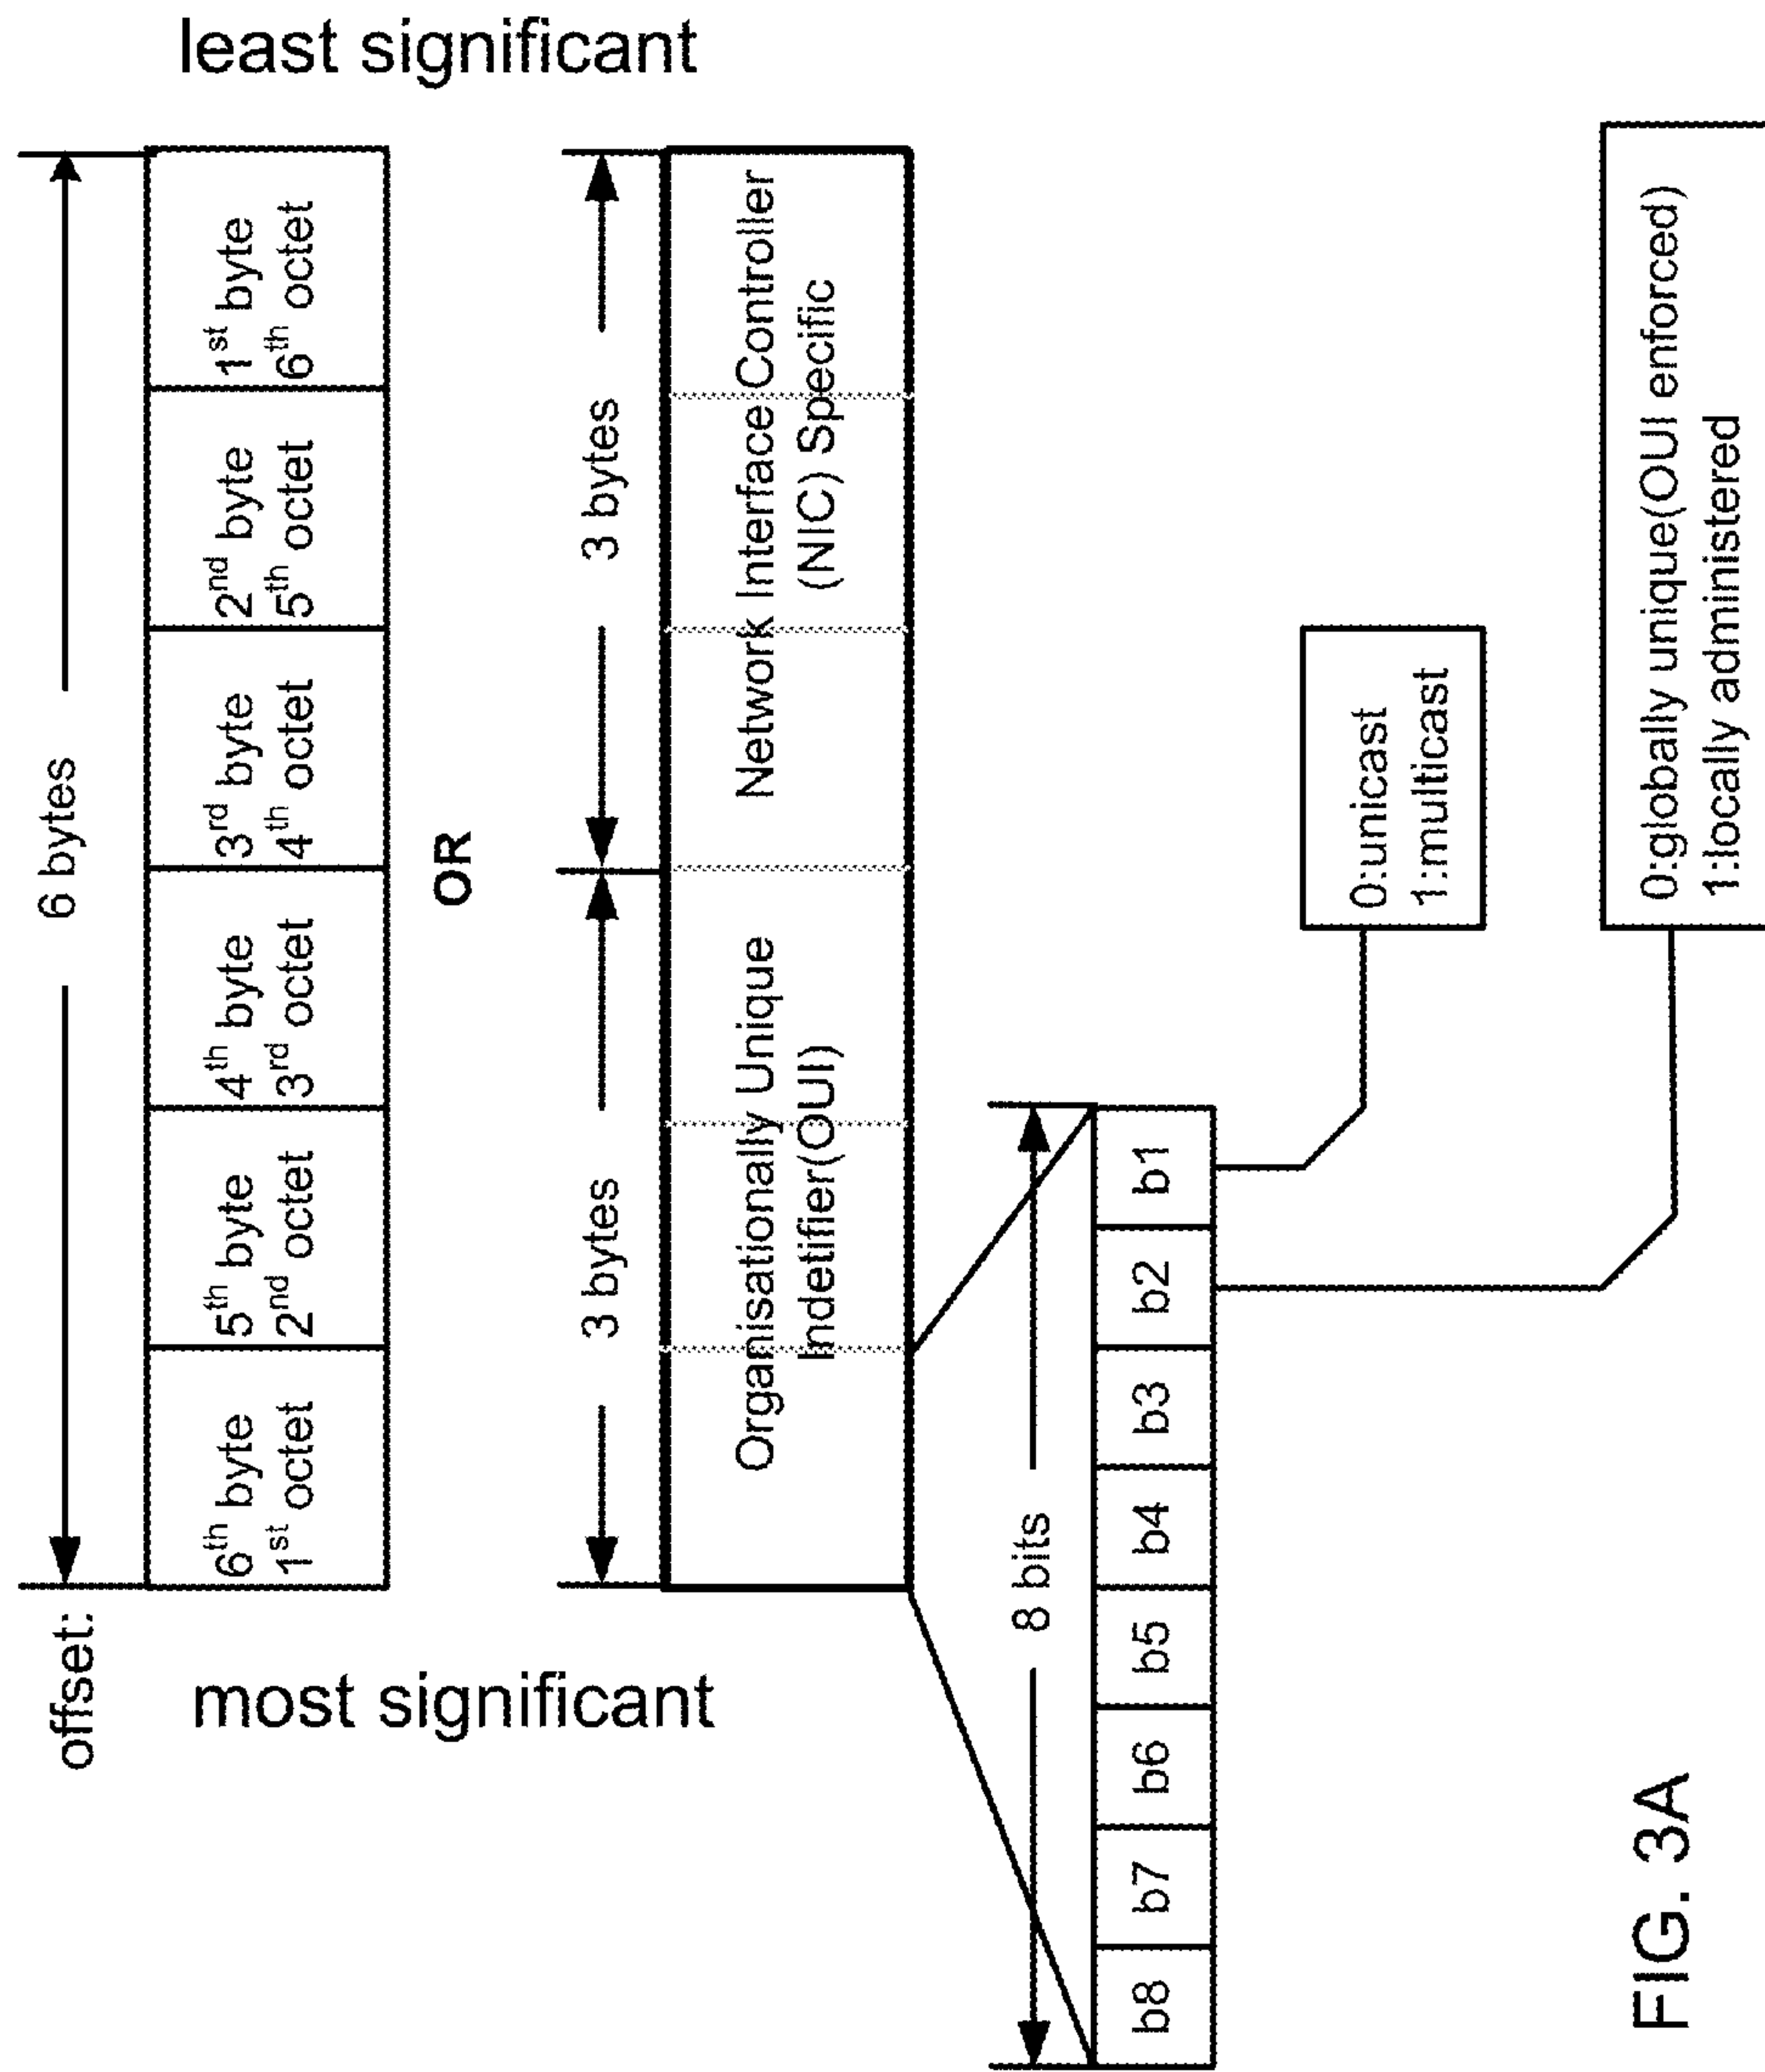 offset:
6 bytes
most significant
least significant
6th byte
1st octet
5th byte
2nd octet
4th byte
3rd octet
3rd byte
4th octet
2nd byte
5th octet
1st byte
6th octet
OR
3 bytes
3 bytes
Organisationally Unique
Indetifier(OUI)
Network Interface Controller
(NIC) Specific
8 bits
b8
b7
b6
b5
b4
b3
b2
b1
0:unicast
1:multicast
0:globally unique(OUI enforced)
1:locally administered
FIG. 3A